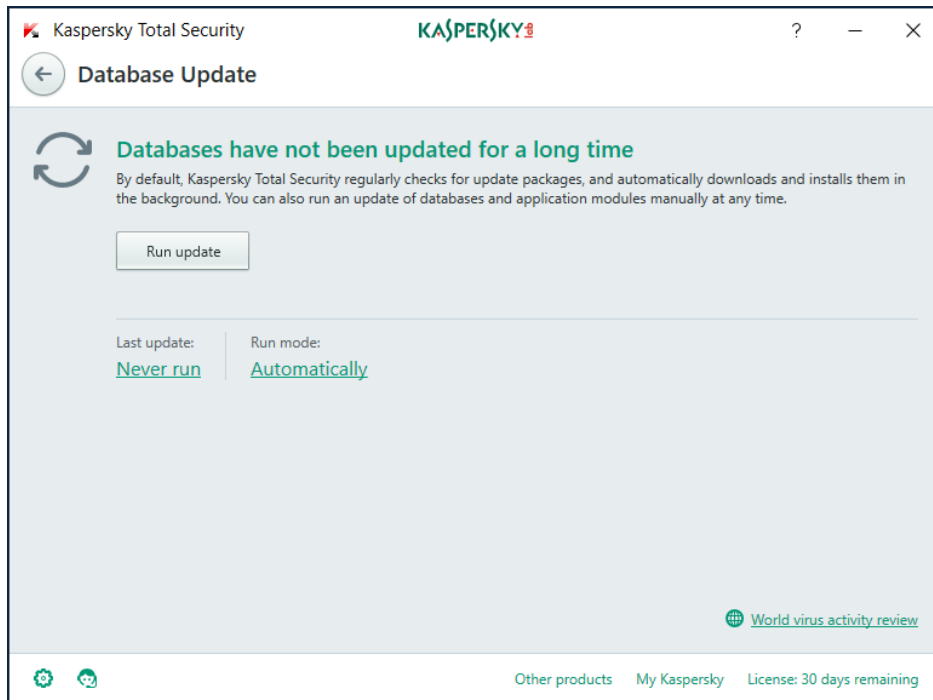 Kaspersky Total Security
KASPERSKY lab
? 
Database Update
Databases have not been updated for a long time
By default, Kaspersky Total Security regularly checks for update packages, and automatically downloads and installs them in
the background. You can also run an update of databases and application modules manually at any time.
Run update
Last update:
Never run
Run mode:
Automatically
World virus activity review
Other products
My Kaspersky
License: 30 days remaining